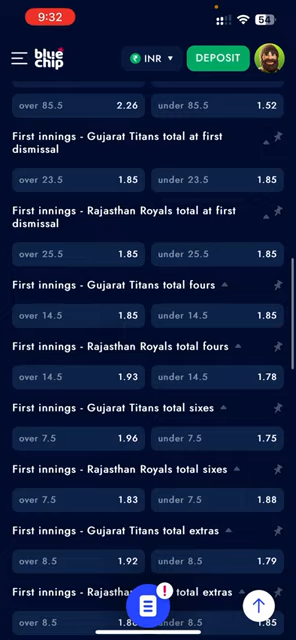 9:32
54
blue
chip
INR
DEPOSIT
over 85.5 2.26 under 85.5 1.52
First innings - Gujarat Titans total at first
dismissal
over 23.5 1.85 under 23.5 1.85
First innings - Rajasthan Royals total at first
dismissal
over 25.5 1.85 under 25.5 1.85
First innings - Gujarat Titans total fours
over 14.5 1.85 under 14.5 1.85
First innings - Rajasthan Royals total fours
over 14.5 1.93 under 14.5 1.78
First innings - Gujarat Titans total sixes
over 7.5 1.96 under 7.5 1.75
First innings - Rajasthan Royals total sixes
over 7.5 1.83 under 7.5 1.88
First innings - Gujarat Titans total extras
over 8.5 1.92 under 8.5 1.79
First innings - total extras
over 8.5 under 8.5 1.85